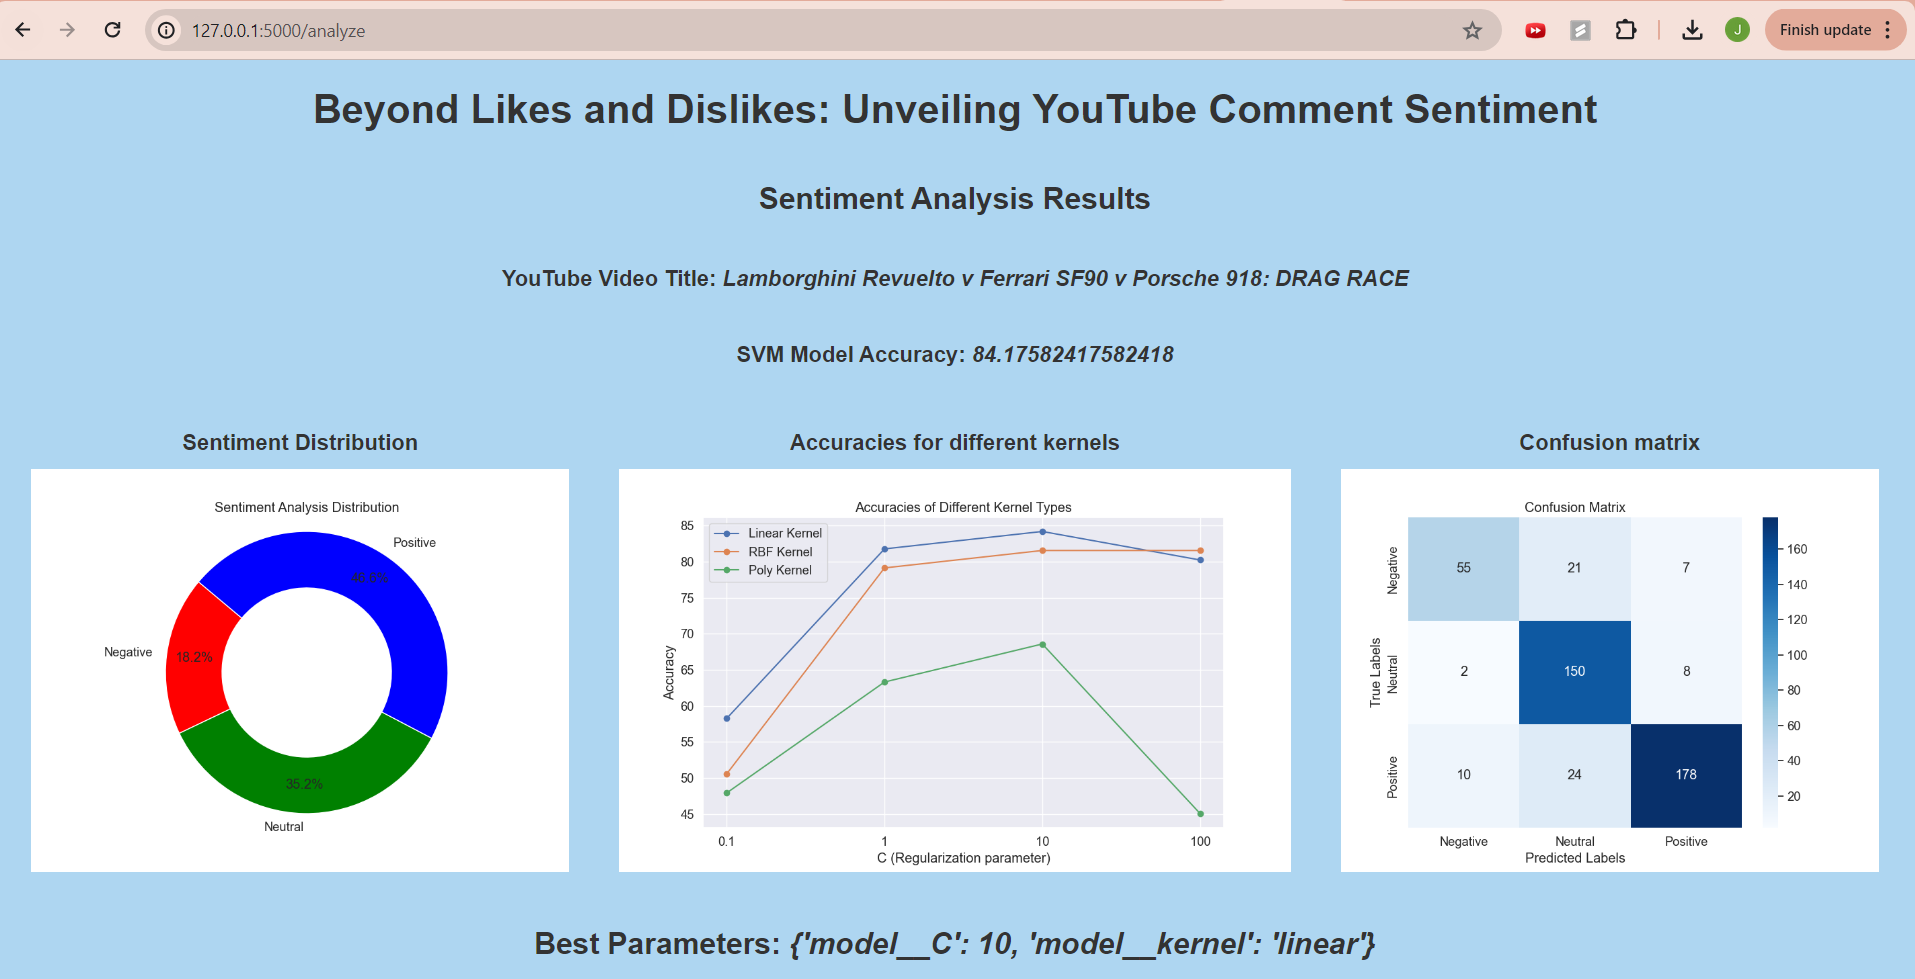 127.0.0.1:5000/analyze
J
Finish update
Beyond Likes and Dislikes: Unveiling YouTube Comment Sentiment
Sentiment Analysis Results
YouTube Video Title: Lamborghini Revuelto v Ferrari SF90 v Porsche 918: DRAG RACE
SVM Model Accuracy: 84.17582417582418
Sentiment Distribution
Sentiment Analysis Distribution
Positive
46.6%
Negative
18.2%
35.2%
Neutral
Accuracies for different kernels
Accuracies of Different Kernel Types
Linear Kernel
RBF Kernel
Poly Kernel
85
80
75
70
65
60
55
50
45
Accuracy
0.1 1 10 100
C (Regularization parameter)
Confusion matrix
Confusion Matrix
True Labels
Negative
Neutral
Positive
55 21 7
2 150 8
10 24 178
Negative Neutral Positive
Predicted Labels
160
140
120
100
80
60
40
20
Best Parameters: {'model__C': 10, 'model__kernel': 'linear'}